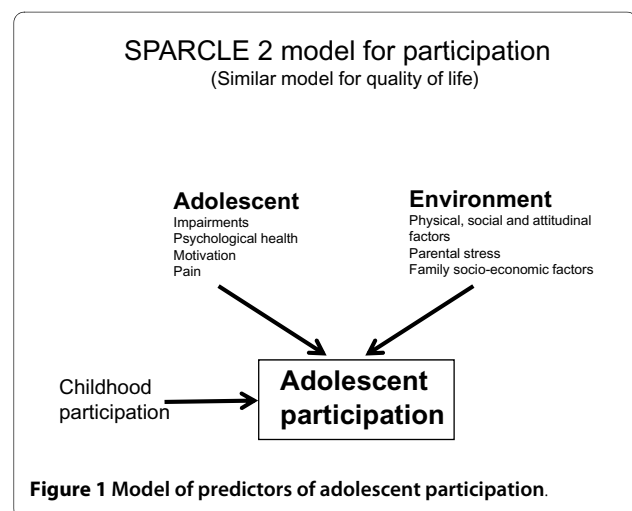 SPARCLE 2 model for participation
(Similar model for quality of life)
Adolescent
Impairments
Psychological health
Motivation
Pain
Environment
Physical, social and attitudinal
factors
Parental stress
Family socio-economic factors
Childhood
participation
Adolescent
participation
Figure 1 Model of predictors of adolescent participation.